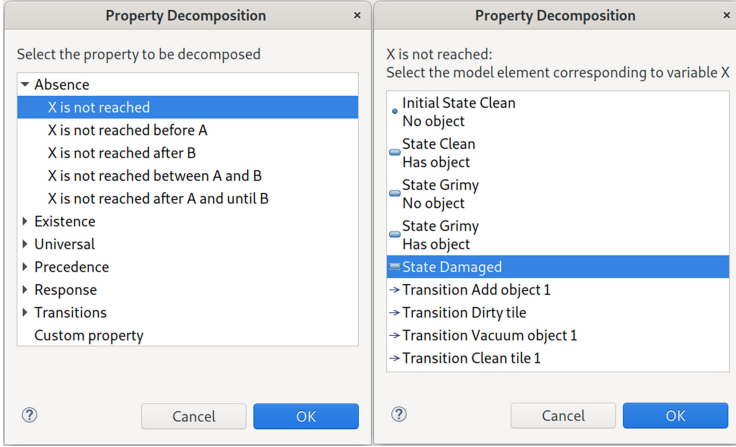 Property Decomposition
×
Select the property to be decomposed
Absence
X is not reached
X is not reached before A
X is not reached after B
X is not reached between A and B
X is not reached after A and until B
Existence
Universal
Precedence
Response
Transitions
Custom property
?
Cancel
OK
Property Decomposition
×
X is not reached:
Select the model element corresponding to variable X
Initial State Clean
No object
State Clean
Has object
State Grimy
No object
State Grimy
Has object
State Damaged
Transition Add object 1
Transition Dirty tile
Transition Vacuum object 1
Transition Clean tile 1
?
Cancel
OK